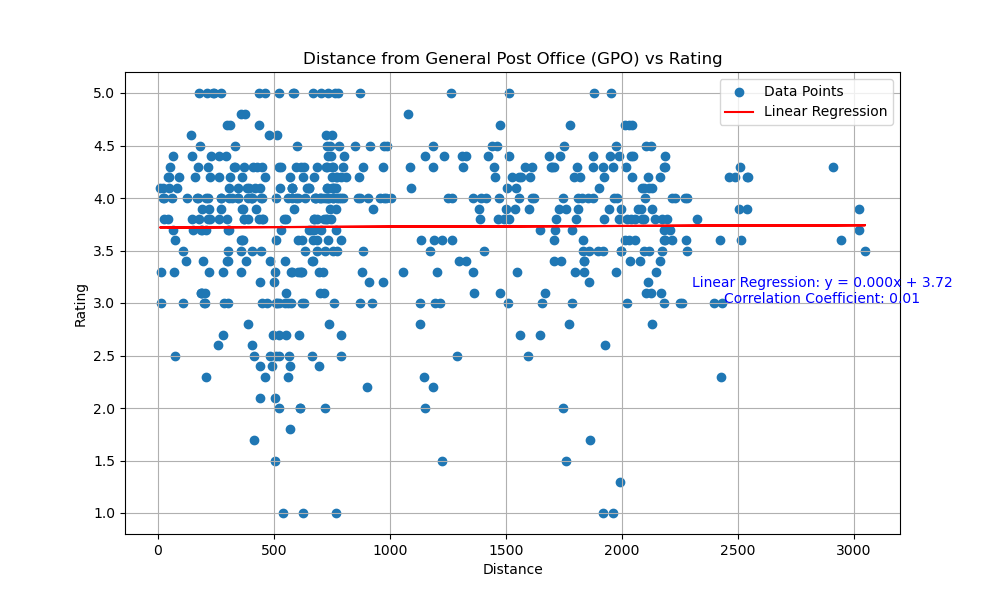 Distance from General Post Office (GPO) vs Rating
Data Points
Linear Regression
5.0
4.5
4.0
3.5
3.0
2.5
2.0
1.5
1.0
Rating
Linear Regression: y = 0.000x + 3.72
Correlation Coefficient: 0.01
0 500 1000 1500 2000 2500 3000
Distance